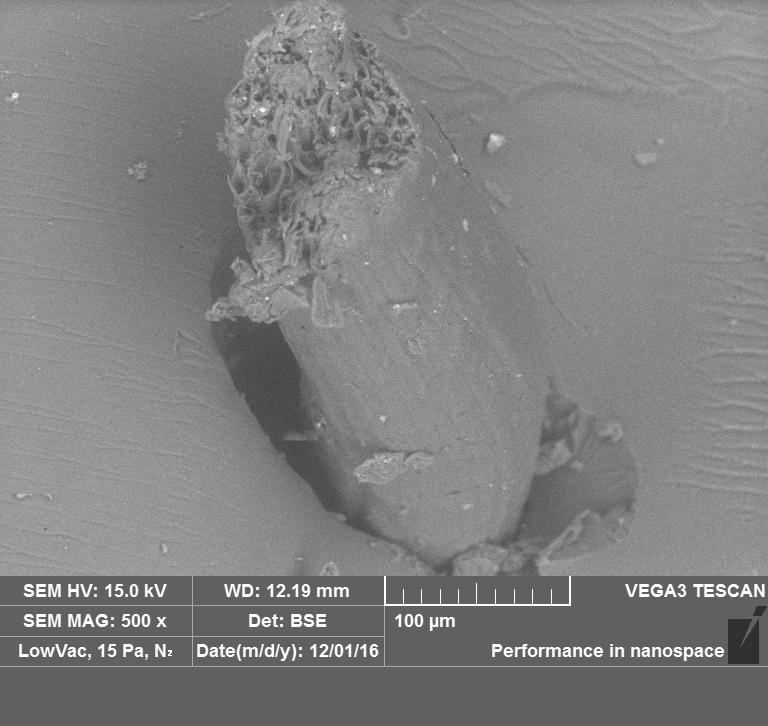 SEM HV: 15.0 kV
WD: 12.19 mm
VEGA3 TESCAN
SEM MAG: 500 x
Det: BSE
100 µm
LowVac, 15 Pa, N₂
Date(m/d/y): 12/01/16
Performance in nanospace